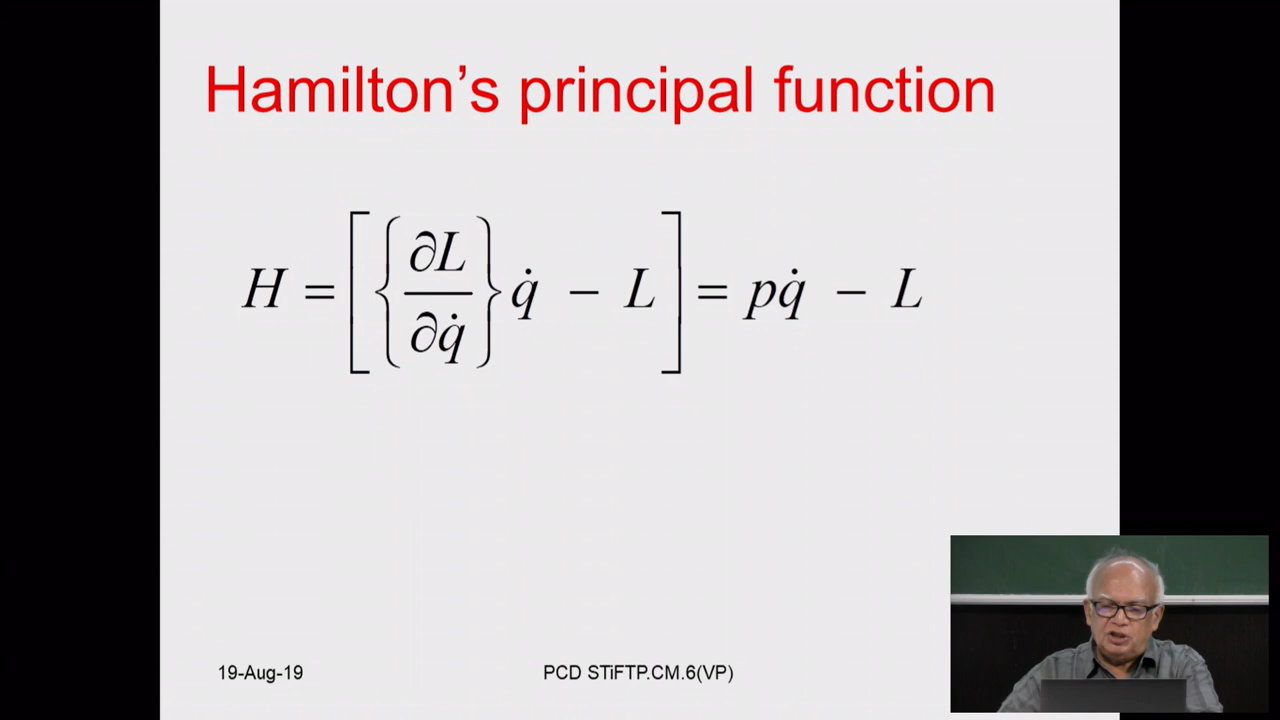 Hamilton’s principal function
H = [ { ∂L / ∂q̇ } q̇ − L ] = pq̇ − L
19-Aug-19 PCD STiFTP.CM.6(VP)